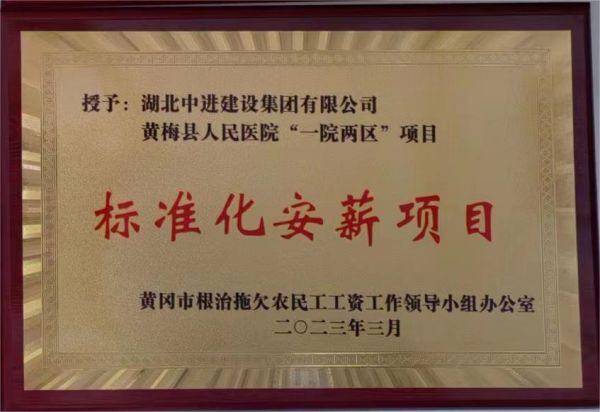 授予：湖北中进建设集团有限公司
黄梅县人民医院“一院两区”项目
标准化安薪项目
黄冈市根治拖欠农民工工资工作领导小组办公室
二〇二三年三月